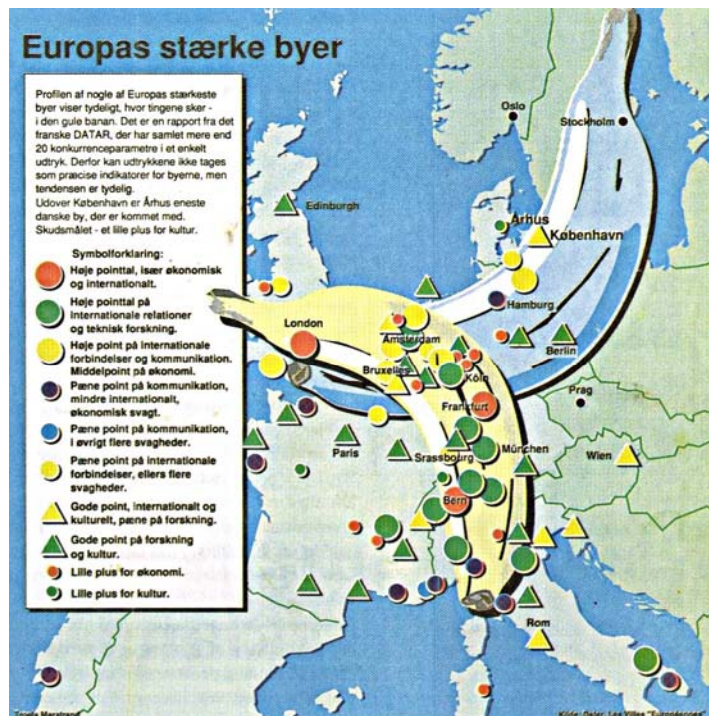 Europas stærke byer
Profilen af nogle af Europas stærkeste
byer viser tydeligt, hvor tingene sker -
i den gule banan. Det er en rapport fra det
franske DATAR, der har samlet mere end
20 konkurrenceparametre i et enkelt
udtryk. Derfor kan udtrykkene ikke tages
som præcise indikatorer for byerne, men
tendensen er tydelig.
Udover København er Århus eneste
danske by, der er kommet med.
Skudsmålet - et lille plus for kultur.
Symbolforklaring:
Høje pointtal, især økonomisk
og internationalt.
Høje pointtal på
internationale relationer
og teknisk forskning.
Høje point på internationale
forbindelser og kommunikation.
Middelpoint på økonomi.
Pæne point på kommunikation,
mindre internationalt,
økonomisk svagt.
Pæne point på kommunikation,
i øvrigt flere svagheder.
Pæne point på internationale
forbindelser, ellers flere
svagheder.
Gode point, internationalt og
kulturelt, pæne på forskning.
Gode point på forskning
og kultur.
Lille plus for økonomi.
Lille plus for kultur.
Oslo
Stockholm
Edinburgh
Århus
København
Hamburg
London
Amsterdam
Berlin
Bruxelles
Köln
Frankfurt
Prag
Paris
Srassbourg
München
Wien
Bern
Rom
Kilde: Datar, Les Villes "Européennes"